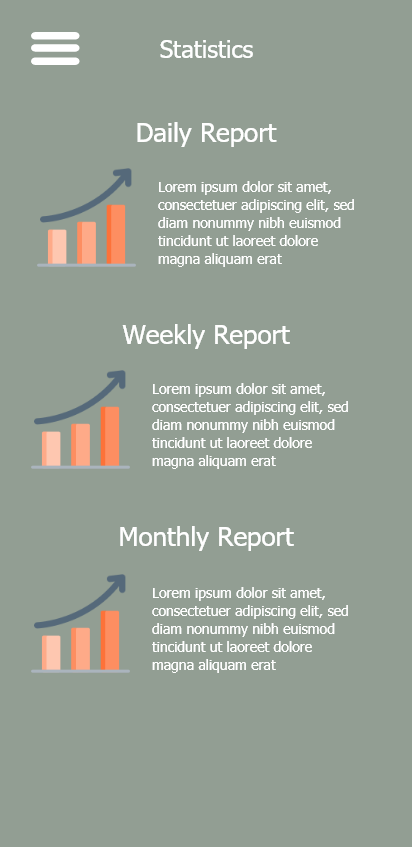 Statistics
Daily Report
Lorem ipsum dolor sit amet,
consectetuer adipiscing elit, sed
diam nonummy nibh euismod
tincidunt ut laoreet dolore
magna aliquam erat
Weekly Report
Lorem ipsum dolor sit amet,
consectetuer adipiscing elit, sed
diam nonummy nibh euismod
tincidunt ut laoreet dolore
magna aliquam erat
Monthly Report
Lorem ipsum dolor sit amet,
consectetuer adipiscing elit, sed
diam nonummy nibh euismod
tincidunt ut laoreet dolore
magna aliquam erat